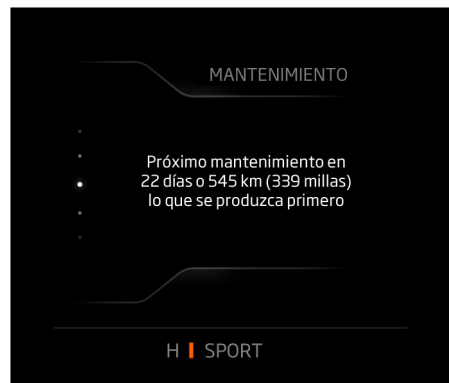 MANTENIMIENTO
Próximo mantenimiento en
22 días o 545 km (339 millas)
lo que se produzca primero
H SPORT